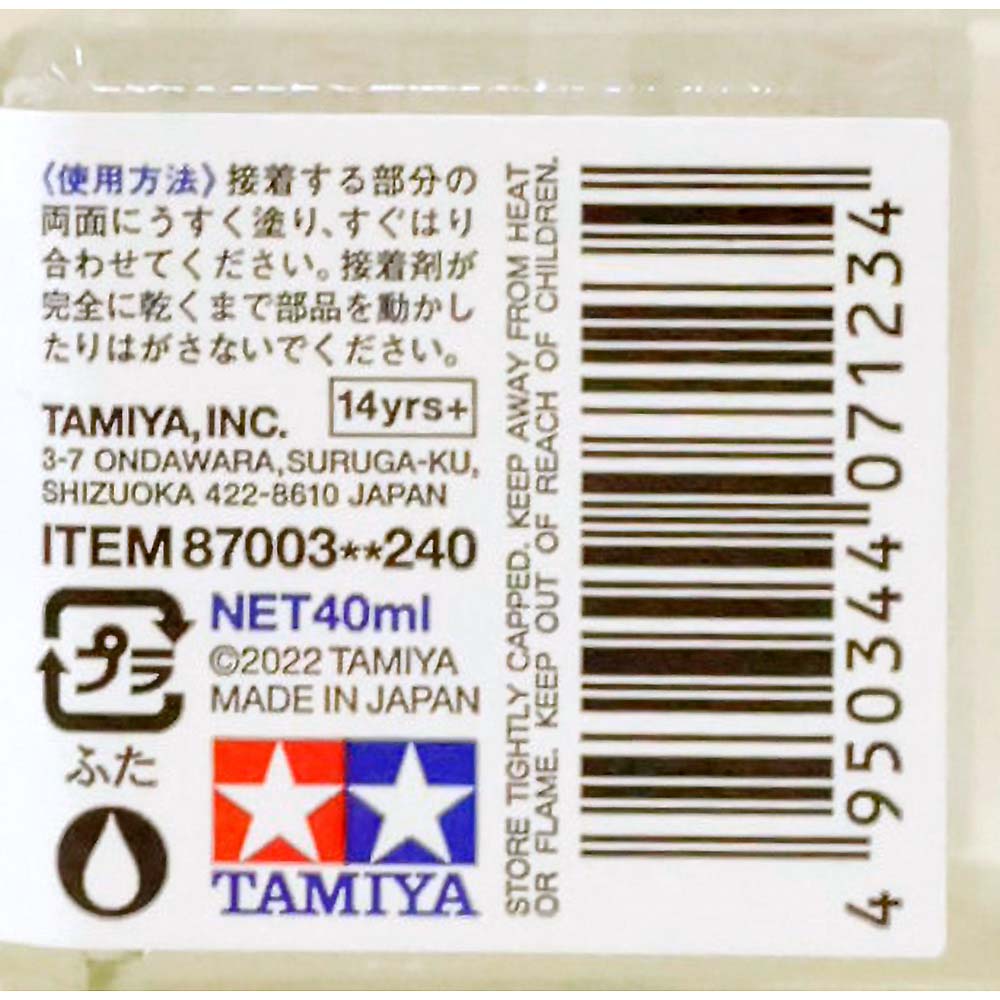 〈使用方法〉接着する部分の
両面にうすく塗り、すぐはり
合わせてください。接着剤が
完全に乾くまで部品を動かし
たりはがさないでください。
TAMIYA, INC.
14yrs+
3-7 ONDAWARA, SURUGA-KU,
SHIZUOKA 422-8610 JAPAN
ITEM 87003**240
プラ
ふた
NET40ml
©2022 TAMIYA
MADE IN JAPAN
TAMIYA
STORE TIGHTLY CAPPED. KEEP AWAY FROM HEAT
OR FLAME. KEEP OUT OF REACH OF CHILDREN.
4950344071234